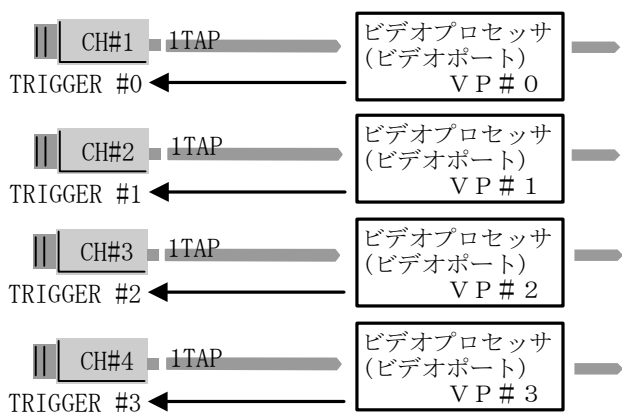 CH#1 1TAP
ビデオプロセッサ
(ビデオポート)
ＶＰ＃０
TRIGGER #0
CH#2 1TAP
ビデオプロセッサ
(ビデオポート)
ＶＰ＃１
TRIGGER #1
CH#3 1TAP
ビデオプロセッサ
(ビデオポート)
ＶＰ＃２
TRIGGER #2
CH#4 1TAP
ビデオプロセッサ
(ビデオポート)
ＶＰ＃３
TRIGGER #3